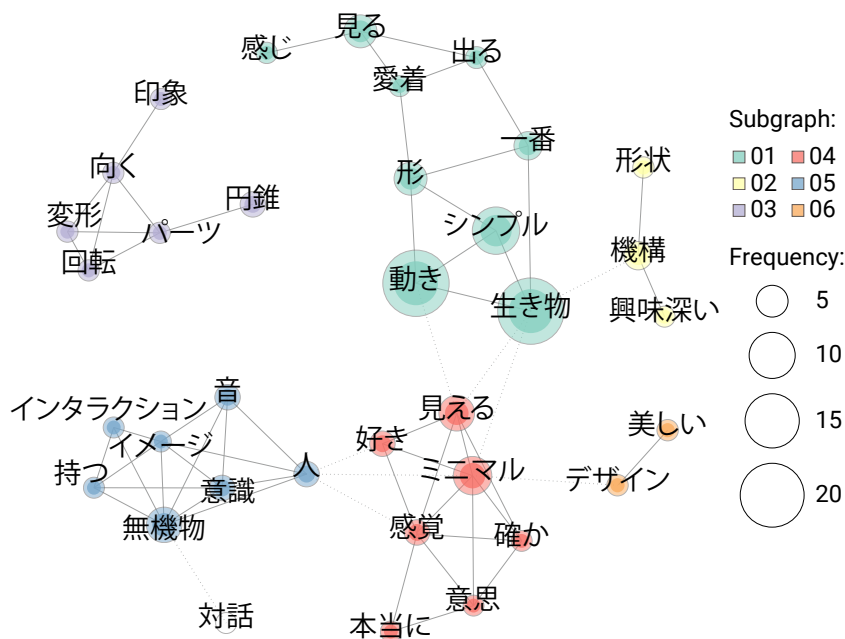 見る
感じ
出る
愛着
印象
一番
向く
形
形状
円錐
変形
パーツ
シンプル
回転
動き
機構
生き物
興味深い
Subgraph:
01
04
02
05
03
06
Frequency:
5
10
15
20
音
インタラクション
見える
イメージ
好き
美しい
持つ
人
ミニマル
意識
デザイン
無機物
感覚
確か
意思
対話
本当に